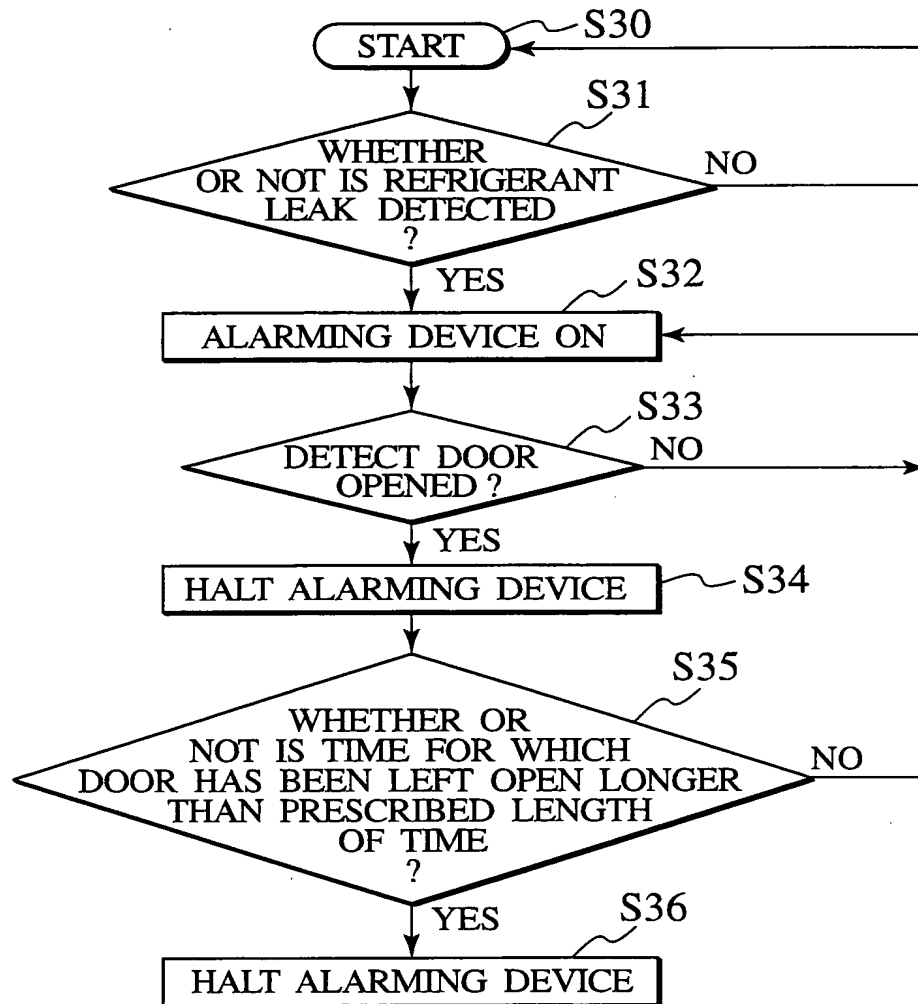 START
S30
S31
WHETHER
OR NOT IS REFRIGERANT
LEAK DETECTED
?
NO
YES
S32
ALARMING DEVICE ON
S33
DETECT DOOR
OPENED ?
NO
YES
HALT ALARMING DEVICE
S34
S35
WHETHER OR
NOT IS TIME FOR WHICH
DOOR HAS BEEN LEFT OPEN LONGER
THAN PRESCRIBED LENGTH
OF TIME
?
NO
YES
S36
HALT ALARMING DEVICE